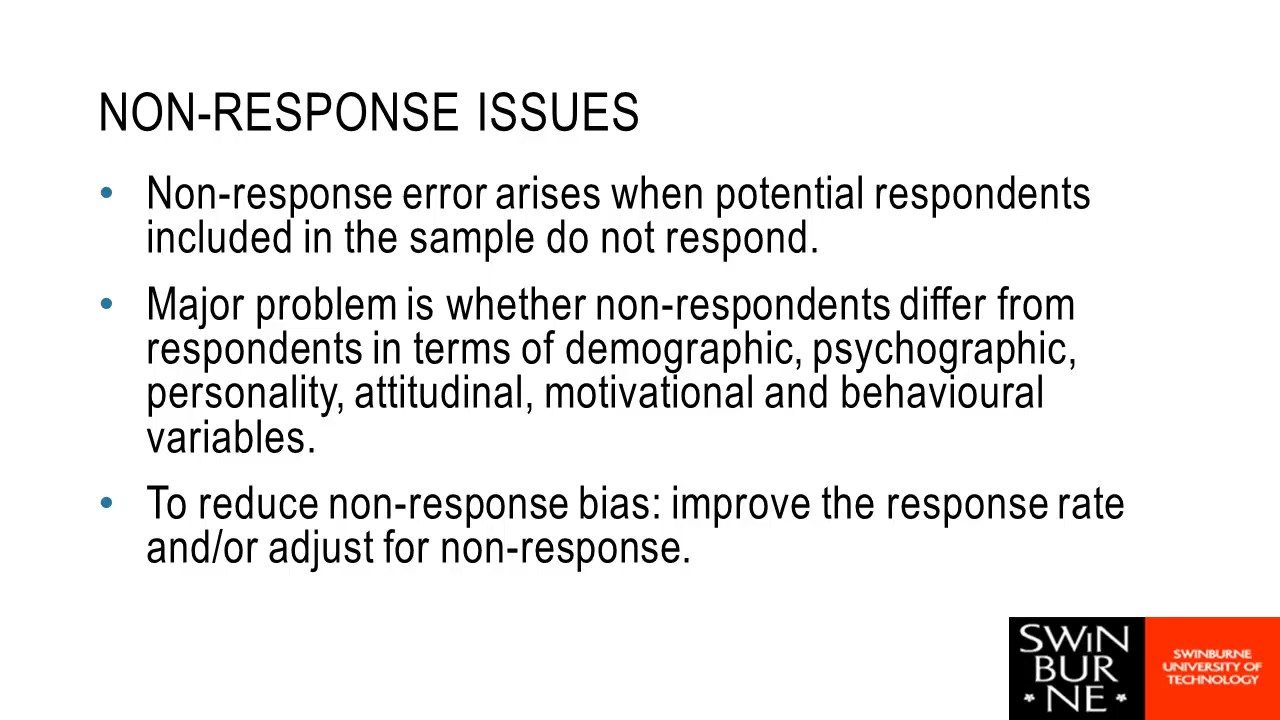 NON-RESPONSE ISSUES
• Non-response error arises when potential respondents
included in the sample do not respond.
• Major problem is whether non-respondents differ from
respondents in terms of demographic, psychographic,
personality, attitudinal, motivational and behavioural
variables.
• To reduce non-response bias: improve the response rate
and/or adjust for non-response.
SWIN
BUR
NE
SWINBURNE
UNIVERSITY OF
TECHNOLOGY